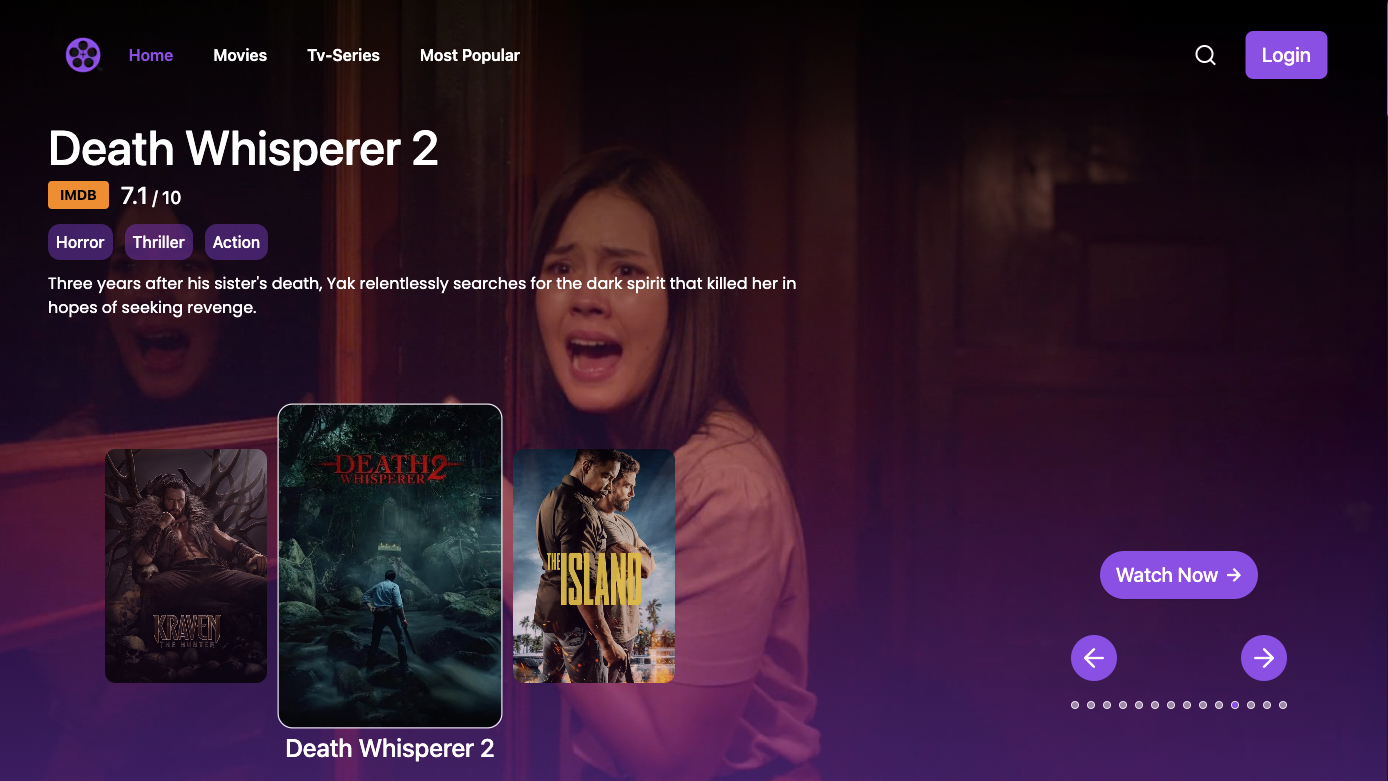 Home Movies Tv-Series Most Popular Login
Death Whisperer 2
IMDB 7.1 / 10
Horror Thriller Action
Three years after his sister's death, Yak relentlessly searches for the dark spirit that killed her in
hopes of seeking revenge.
DEATH 2
WHISPERER
KRAVEN
THE HUNTER
THE ISLAND
Watch Now
Death Whisperer 2